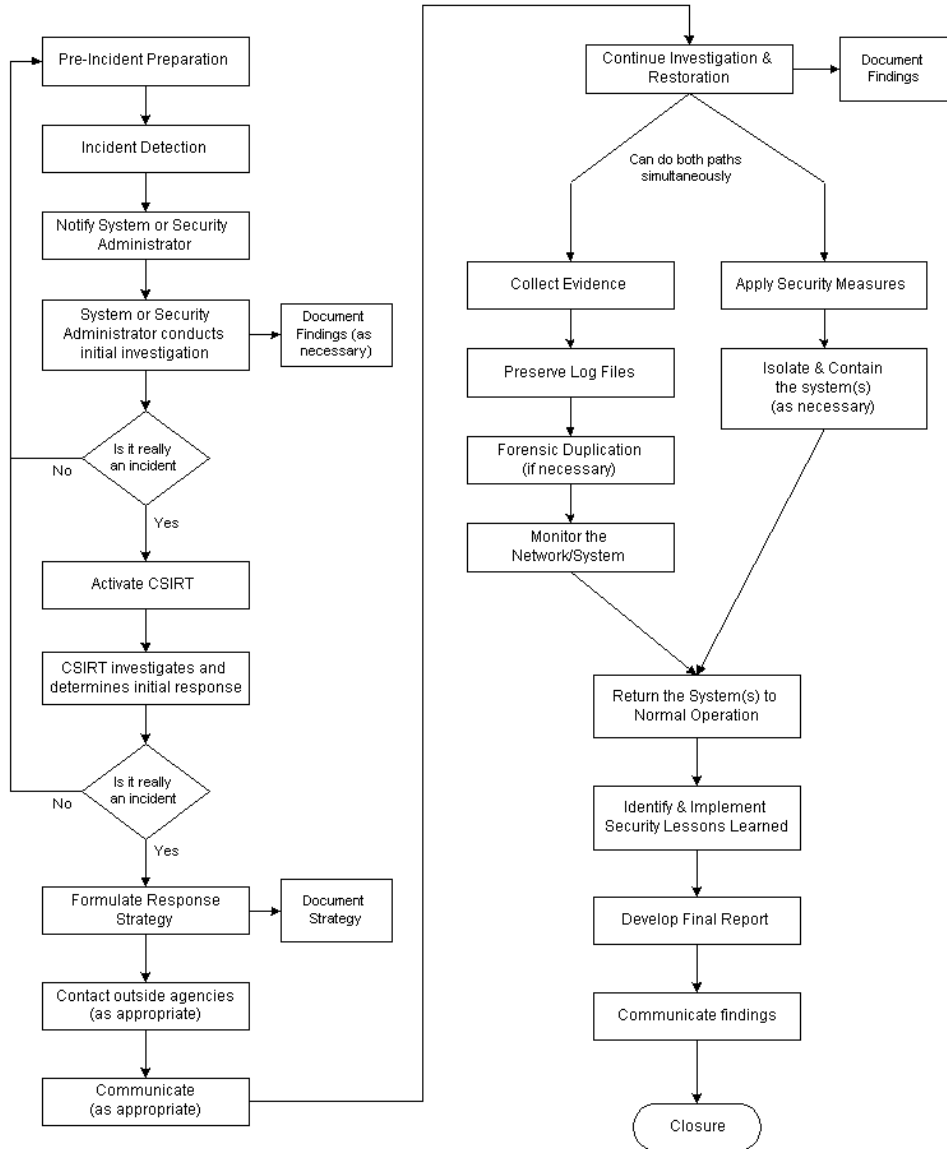 Pre-Incident Preparation
Incident Detection
Notify System or Security
Administrator
System or Security
Administrator conducts
initial investigation
Document
Findings (as
necessary)
Is it really
an incident
No
Yes
Activate CSIRT
CSIRT investigates and
determines initial response
Is it really
an incident
No
Yes
Formulate Response
Strategy
Document
Strategy
Contact outside agencies
(as appropriate)
Communicate
(as appropriate)
Continue Investigation &
Restoration
Document
Findings
Can do both paths
simultaneously
Collect Evidence
Preserve Log Files
Forensic Duplication
(if necessary)
Monitor the
Network/System
Apply Security Measures
Isolate & Contain
the system(s)
(as necessary)
Return the System(s) to
Normal Operation
Identify & Implement
Security Lessons Learned
Develop Final Report
Communicate findings
Closure